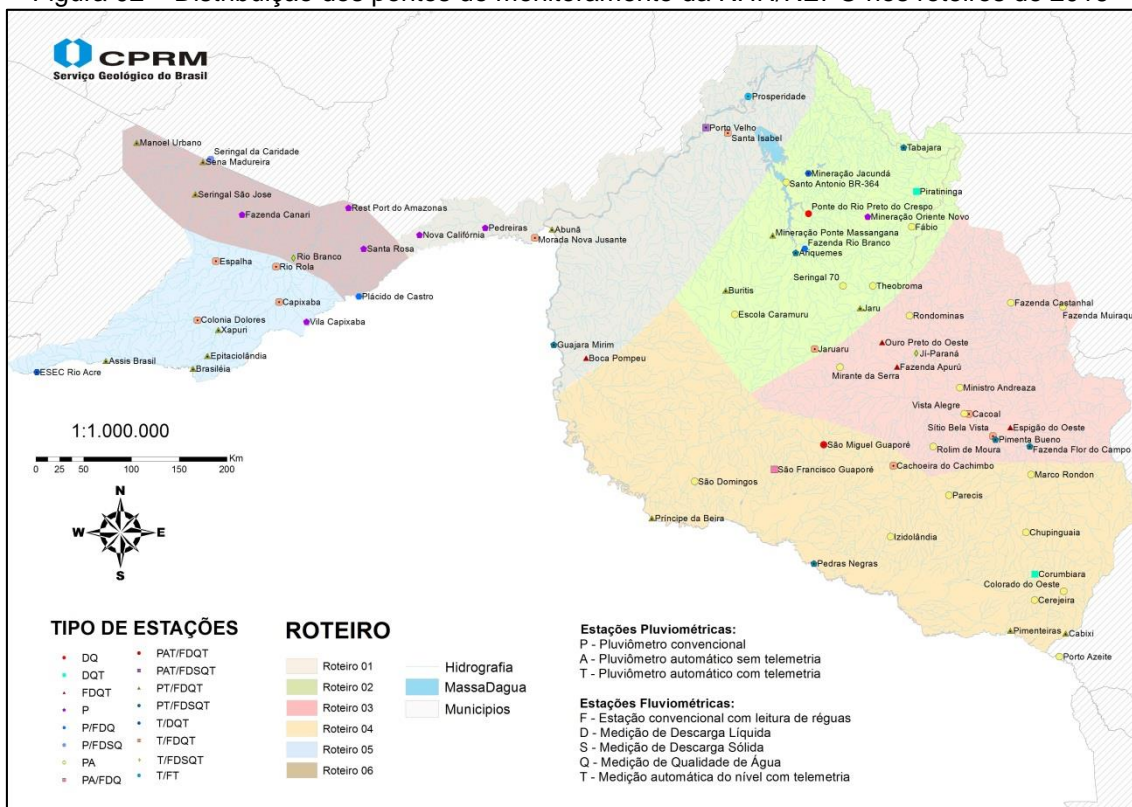 CPRM
Serviço Geológico do Brasil
Prosperidade
Porto Velho
Santa Isabel
Manoel Urbano
Seringal da Caridade
Sena Madureira
Tabajara
Mineração Jacundá
Santo Antonio BR-364
Piratininga
Seringal São Jose
Fazenda Canari
Rest Port do Amazonas
Ponte do Rio Preto do Crespo
Mineração Oriente Novo
Fábio
Nova Califórnia
Pedreiras
Abunã
Morada Nova Jusante
Mineração Ponte Massangana
Fazenda Rio Branco
Ariquemes
Santa Rosa
Rio Branco
Espalha
Rio Rola
Seringal 70
Theobroma
Buritis
Plácido de Castro
Capixaba
Jaru
Fazenda Castanhal
Fazenda Muiraqu
Escola Caramuru
Rondominas
Colonia Dolores
Vila Capixaba
Xapuri
Guajara Mirim
Boca Pompeu
Ouro Preto do Oeste
Jaruaru
Ji-Paraná
Epitaciolândia
Assis Brasil
Brasiléia
ESEC Rio Acre
Mirante da Serra
Fazenda Apurú
Ministro Andreaza
Vista Alegre
Cacoal
1:1.000.000
Sítio Bela Vista
Espigão do Oeste
Pimenta Bueno
São Miguel Guaporé
Rolim de Moura
Fazenda Flor do Campo
0 25 50 100 150 200 Km
São Francisco Guaporé
Cachoeira do Cachimbo
Marco Rondon
São Domingos
Parecis
N
W E
S
Príncipe da Beira
Izidolândia
Chupinguaia
Pedras Negras
Corumbiara
Colorado do Oeste
Cerejeira
Pimenteiras
Cabixi
Porto Azeite
TIPO DE ESTAÇÕES
DQ
DQT
FDQT
P
P/FDQ
P/FDSQ
PA
PA/FDQ
PAT/FDQT
PAT/FDSQT
PT/FDQT
PT/FDSQT
T/DQT
T/FDQT
T/FDSQT
T/FT
ROTEIRO
Roteiro 01
Roteiro 02
Roteiro 03
Roteiro 04
Roteiro 05
Roteiro 06
Hidrografia
MassaDagua
Municipios
Estações Pluviométricas:
P - Pluviômetro convencional
A - Pluviômetro automático sem telemetria
T - Pluviômetro automático com telemetria
Estações Fluviométricas:
F - Estação convencional com leitura de réguas
D - Medição de Descarga Líquida
S - Medição de Descarga Sólida
Q - Medição de Qualidade de Água
T - Medição automática do nível com telemetria